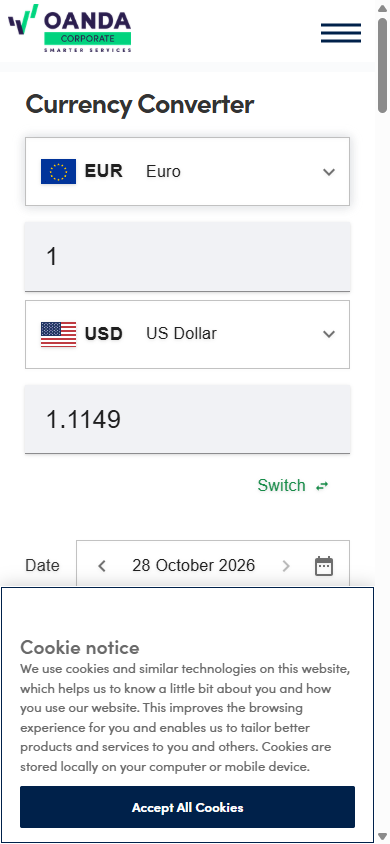 OANDA
CORPORATE
SMARTER SERVICES
Currency Converter
EUR Euro
1
USD US Dollar
1.1149
Switch
Date 28 October 2026
Cookie notice
We use cookies and similar technologies on this website,
which helps us to know a little bit about you and how
you use our website. This improves the browsing
experience for you and enables us to tailor better
products and services to you and others. Cookies are
stored locally on your computer or mobile device.
Accept All Cookies